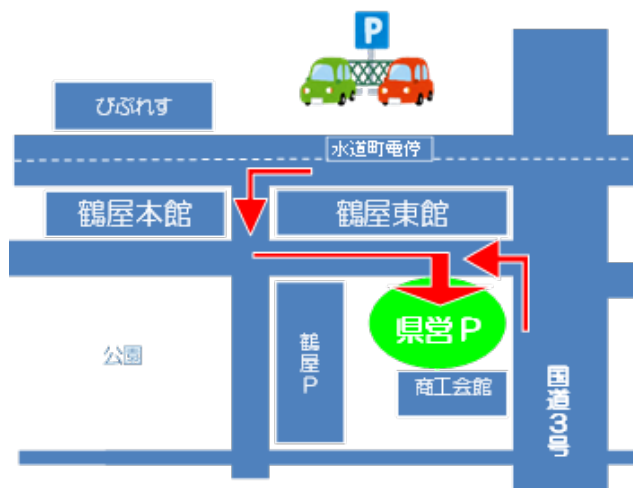 P
びぷれす
水道町電停
鶴屋本館
鶴屋東館
県営P
鶴屋P
公園
商工会館
国道3号